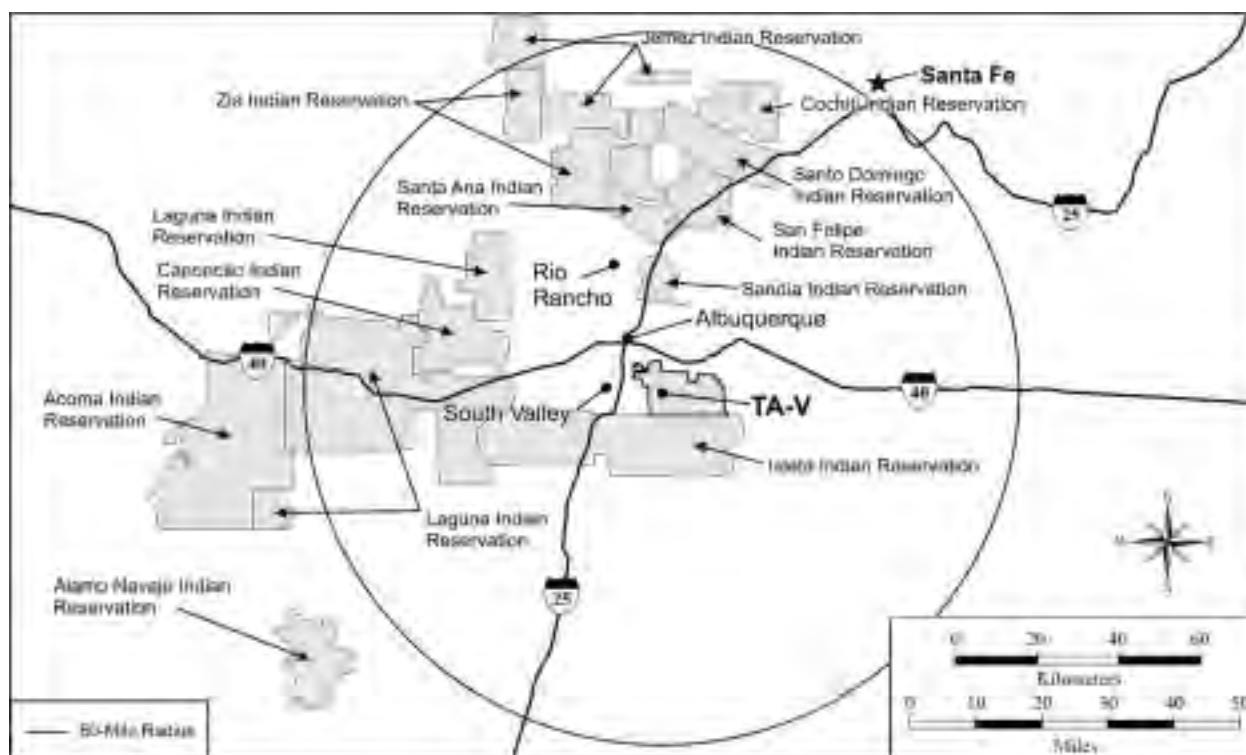 Jemez Indian Reservation
Santa Fe
Zia Indian Reservation
Cochiti Indian Reservation
Santa Ana Indian
Reservation
Santo Domingo
Indian Reservation
Laguna Indian
Reservation
25
San Felipe
Indian Reservation
Canoncito Indian
Reservation
Rio
Rancho
Sandia Indian Reservation
Albuquerque
40
40
Acoma Indian
Reservation
South Valley
TA-V
Isleta Indian Reservation
Laguna Indian
Reservation
Alamo Navajo Indian
Reservation
25
0 20 40 60
Kilometers
0 10 20 30 40 50
Miles
50-Mile Radius